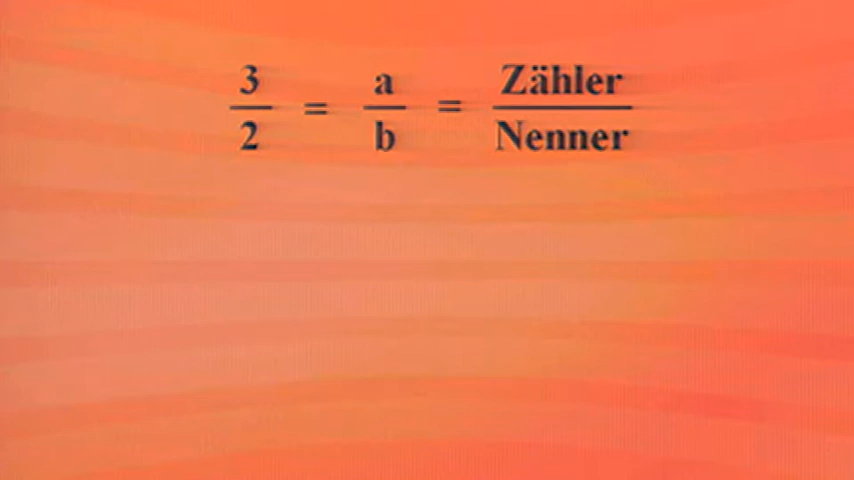 3/2 = a/b = Zähler/Nenner